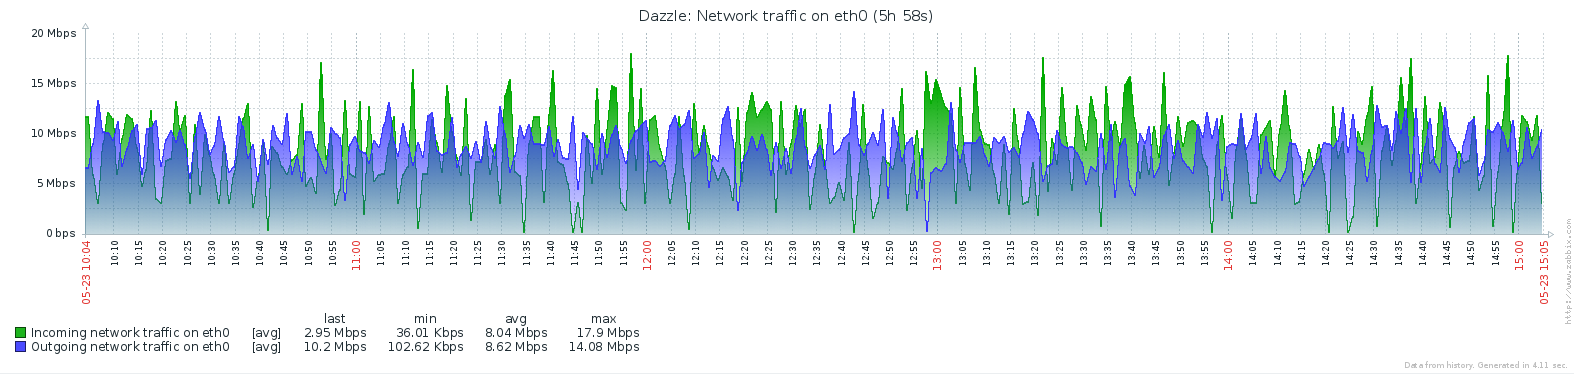 Dazzle: Network traffic on eth0 (5h 58s)
20 Mbps
15 Mbps
10 Mbps
5 Mbps
0 bps
05-23 10:04 10:10 10:15 10:20 10:25 10:30 10:35 10:40 10:45 10:50 10:55 11:00 11:05 11:10 11:15 11:20 11:25 11:30 11:35 11:40 11:45 11:50 11:55 12:00 12:05 12:10 12:15 12:20 12:25 12:30 12:35 12:40 12:45 12:50 12:55 13:00 13:05 13:10 13:15 13:20 13:25 13:30 13:35 13:40 13:45 13:50 13:55 14:00 14:05 14:10 14:15 14:20 14:25 14:30 14:35 14:40 14:45 14:50 14:55 15:00 05-23 15:05
http://www.zabbix.com
last min avg max
Incoming network traffic on eth0 [avg] 2.95 Mbps 36.01 Kbps 8.04 Mbps 17.9 Mbps
Outgoing network traffic on eth0 [avg] 10.2 Mbps 102.62 Kbps 8.62 Mbps 14.08 Mbps
Data from history. Generated in 4.11 sec.